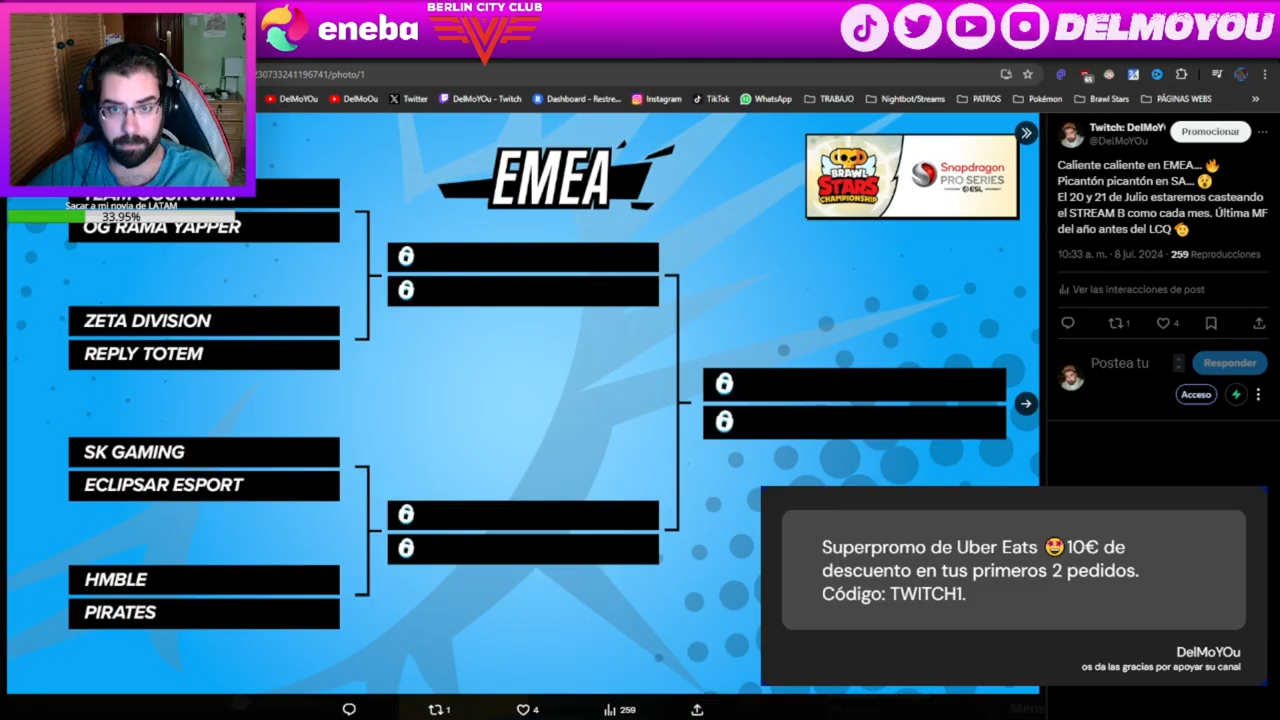 eneba
BERLIN CITY CLUB
DELMOYOU
230733241196741/photo/1
DelMoYOu
DelMoOu
Twitter
DelMoYOu - Twitch
Dashboard - Restre...
Instagram
TikTok
WhatsApp
TRABAJO
Nightbot/Streams
PATROS
Pokémon
Brawl Stars
PÁGINAS WEBS
Sacar a mi novia de LATAM
33.95%
OG RAMA YAPPER
ZETA DIVISION
REPLY TOTEM
SK GAMING
ECLIPSAR ESPORT
HMBLE
PIRATES
EMEA
BRAWL
STARS
CHAMPIONSHIP
Snapdragon
PRO SERIES
ESL
Twitch: DelMoY
@DelMoYOu
Promocionar
Caliente caliente en EMEA... 🔥
Picantón picantón en SA... 😮
El 20 y 21 de Julio estaremos casteando
el STREAM B como cada mes. Última MF
del año antes del LCQ 🫡
10:33 a. m. · 8 jul. 2024 · 259 Reproducciones
Ver las interacciones de post
1
4
Postea tu
Responder
Acceso
Superpromo de Uber Eats 🤩10€ de
descuento en tus primeros 2 pedidos.
Código: TWITCH1.
DelMoYOu
os da las gracias por apoyar su canal
1
4
259
Mens